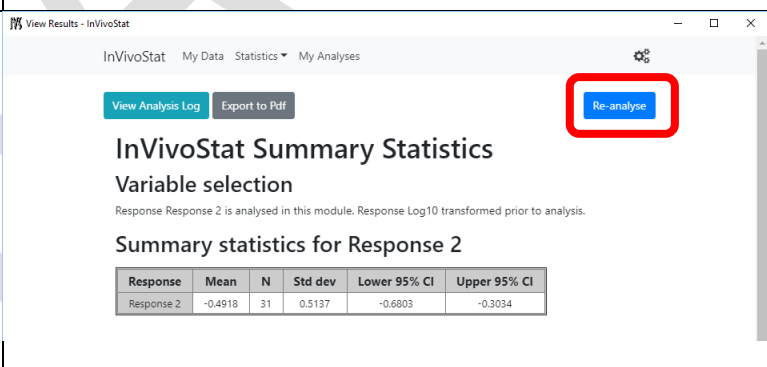 View Results - InVivoStat
InVivoStat My Data Statistics My Analyses
View Analysis Log Export to Pdf Re-analyse
InVivoStat Summary Statistics
Variable selection
Response Response 2 is analysed in this module. Response Log10 transformed prior to analysis.
Summary statistics for Response 2
Response Mean N Std dev Lower 95% CI Upper 95% CI
Response 2 -0.4918 31 0.5137 -0.6803 -0.3034